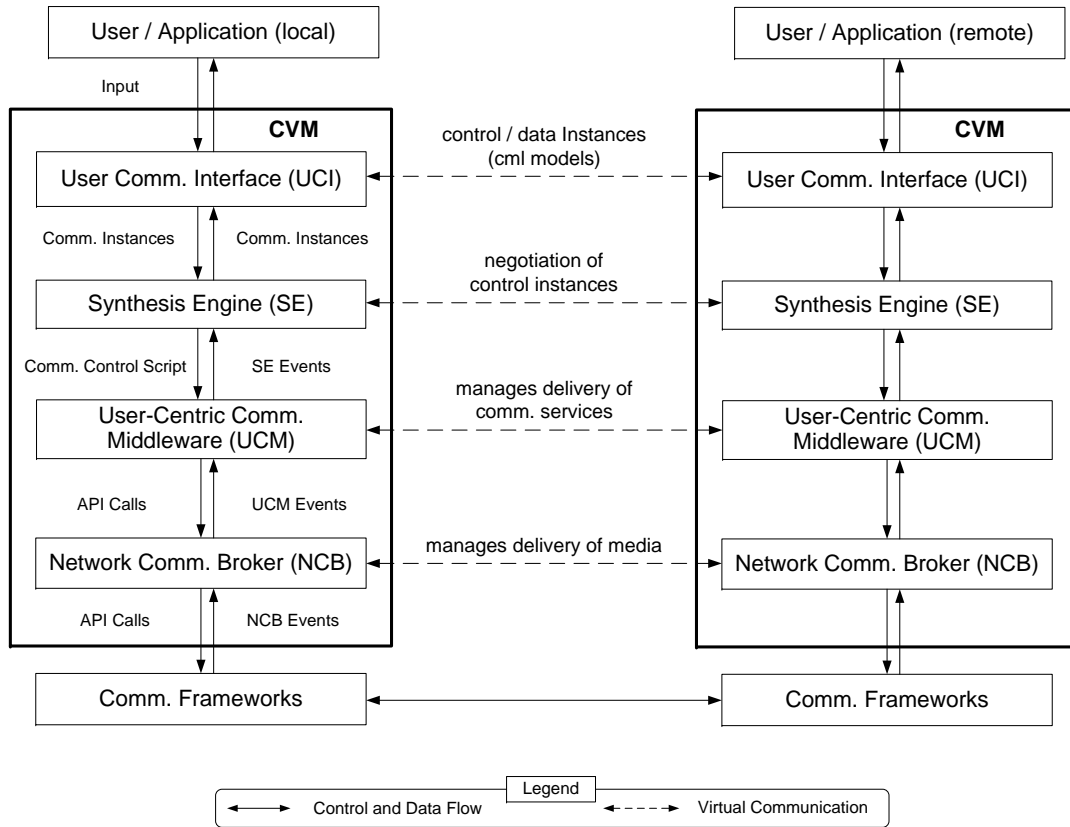 User / Application (local)
User / Application (remote)
Input
CVM
CVM
control / data Instances
(cml models)
User Comm. Interface (UCI)
User Comm. Interface (UCI)
Comm. Instances
Comm. Instances
negotiation of
control instances
Synthesis Engine (SE)
Synthesis Engine (SE)
Comm. Control Script
SE Events
manages delivery of
comm. services
User-Centric Comm.
Middleware (UCM)
User-Centric Comm.
Middleware (UCM)
API Calls
UCM Events
manages delivery of media
Network Comm. Broker (NCB)
Network Comm. Broker (NCB)
API Calls
NCB Events
Comm. Frameworks
Comm. Frameworks
Legend
Control and Data Flow
Virtual Communication